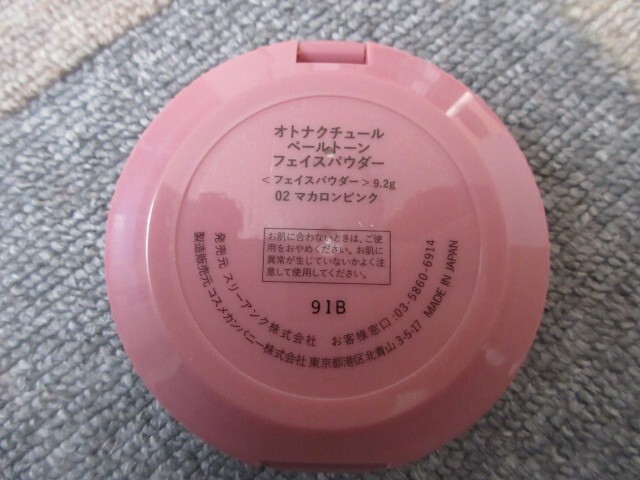 オトナクチュール
ペールトーン
フェイスパウダー
＜フェイスパウダー＞9.2g
02 マカロンピンク
お肌に合わないときは、ご使
用をおやめください。お肌に
異常が生じていないかよく注
意して使用してください。
9IB
発売元 スリーアンク株式会社 お客様窓口:03-5860-6914
製造販売元 コスメカンパニー株式会社 東京都港区北青山 3-5-17 MADE IN JAPAN